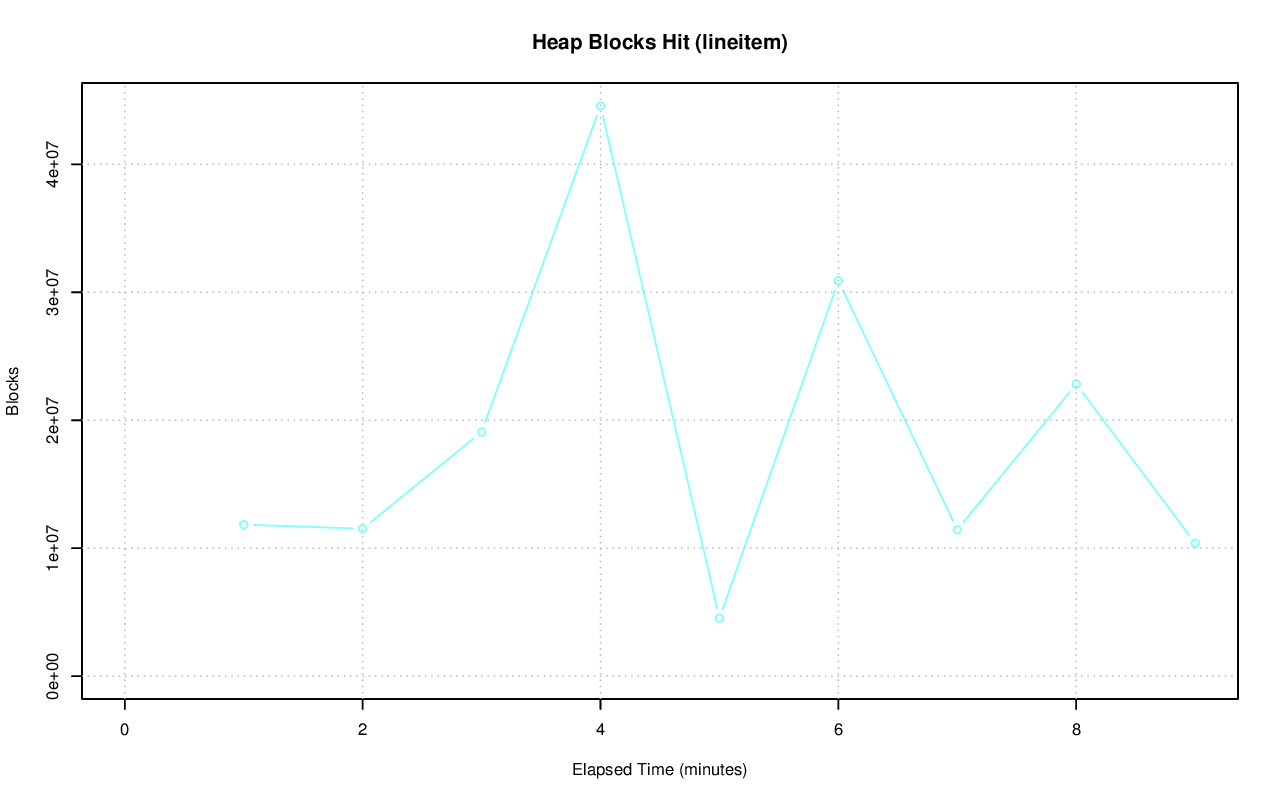 Heap Blocks Hit (lineitem)
Blocks
4e+07
3e+07
2e+07
1e+07
0e+00
0 2 4 6 8
Elapsed Time (minutes)